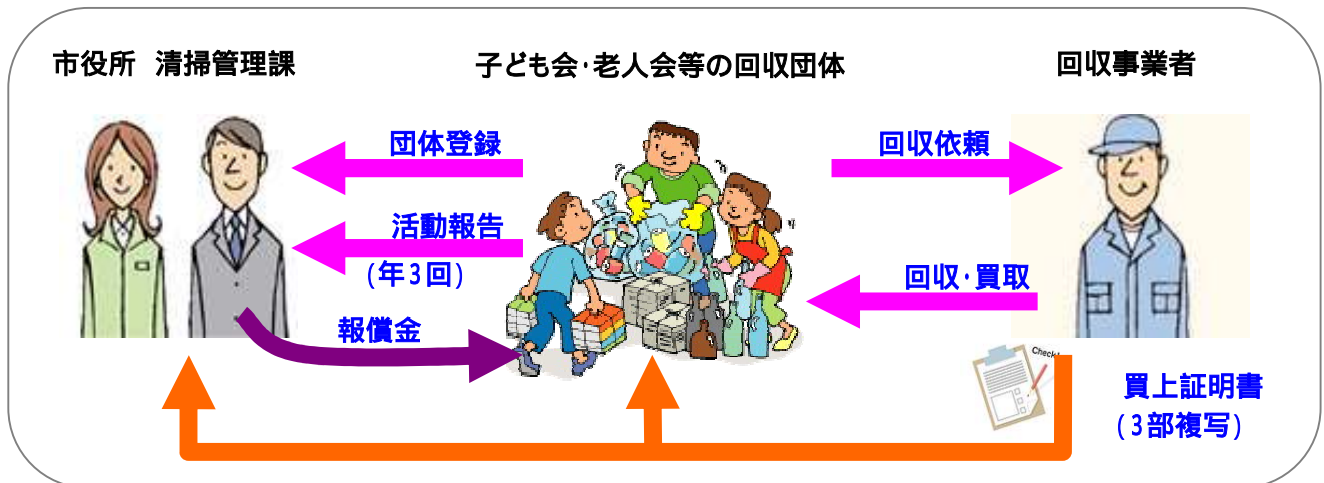 市役所 清掃管理課
子ども会・老人会等の回収団体
回収事業者
団体登録
回収依頼
活動報告
(年3回)
回収・買取
報償金
Check!
買上証明書
(3部複写)